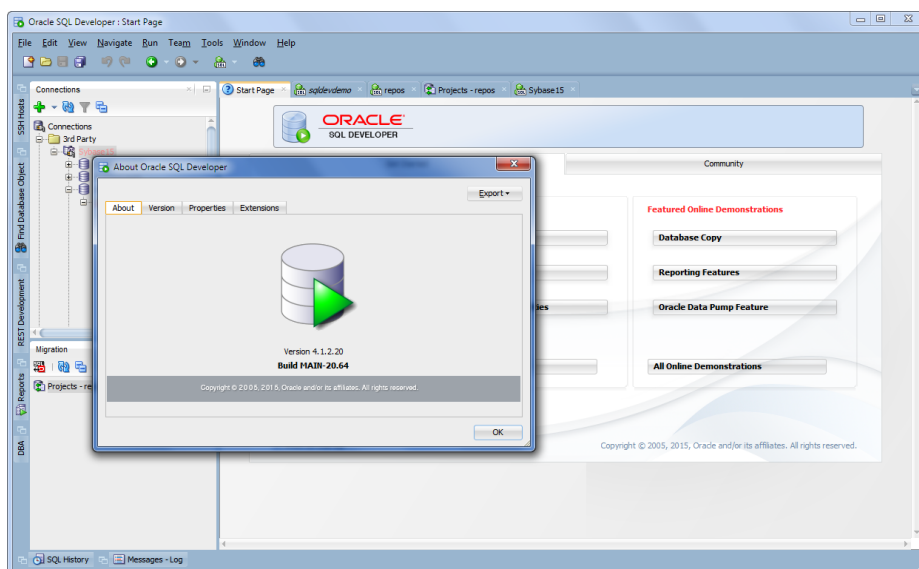 Oracle SQL Developer : Start Page
File Edit View Navigate Run Team Tools Window Help
Connections
Start Page
sqldevdemo
repos
Projects - repos
Sybase15
SSH Hosts
Find Database Object
REST Development
Reports
DBA
Connections
3rd Party
Sybase15
ORACLE
SQL DEVELOPER
Community
Featured Online Demonstrations
Database Copy
Reporting Features
ies
Oracle Data Pump Feature
All Online Demonstrations
Copyright © 2005, 2015, Oracle and/or its affiliates. All rights reserved.
About Oracle SQL Developer
Export
About Version Properties Extensions
Version 4.1.2.20
Build MAIN-20.64
Copyright © 2005, 2015, Oracle and/or its affiliates. All rights reserved.
OK
Migration
Projects - re
SQL History
Messages - Log